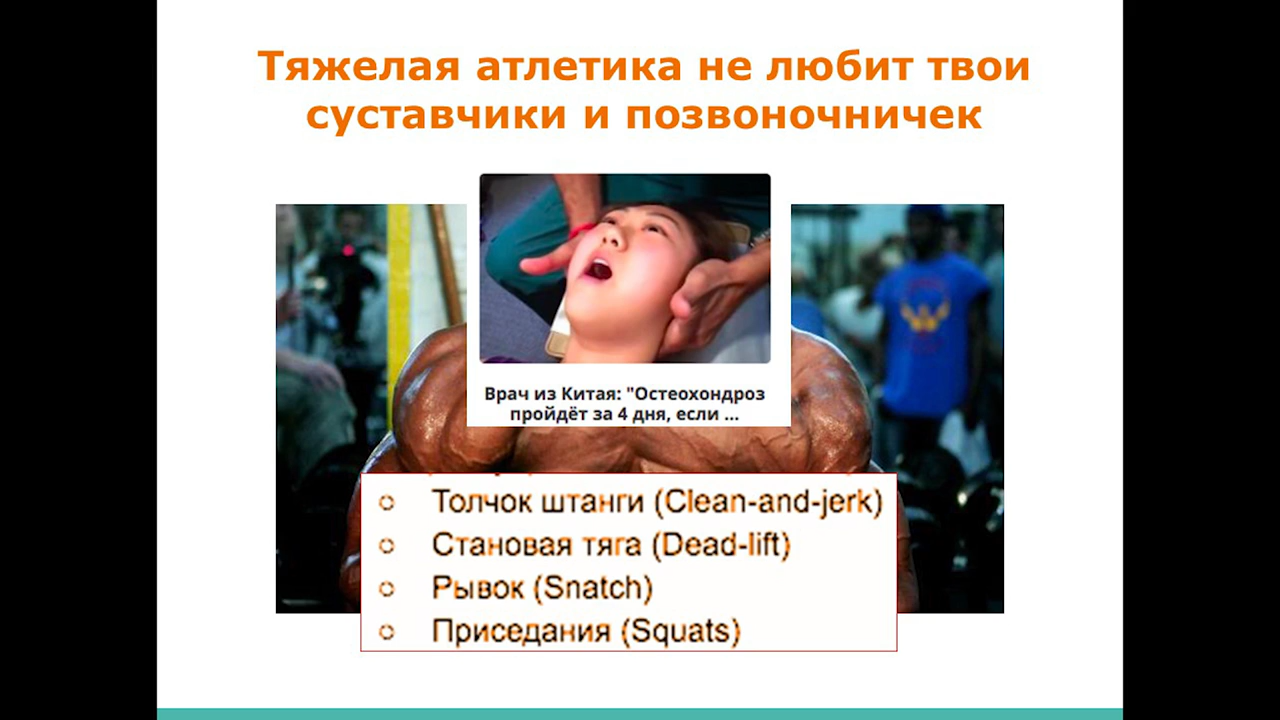 Тяжелая атлетика не любит твои
суставчики и позвоночничек
Врач из Китая: "Остеохондроз
пройдёт за 4 дня, если ...
Толчок штанги (Clean-and-jerk)
Становая тяга (Dead-lift)
Рывок (Snatch)
Приседания (Squats)